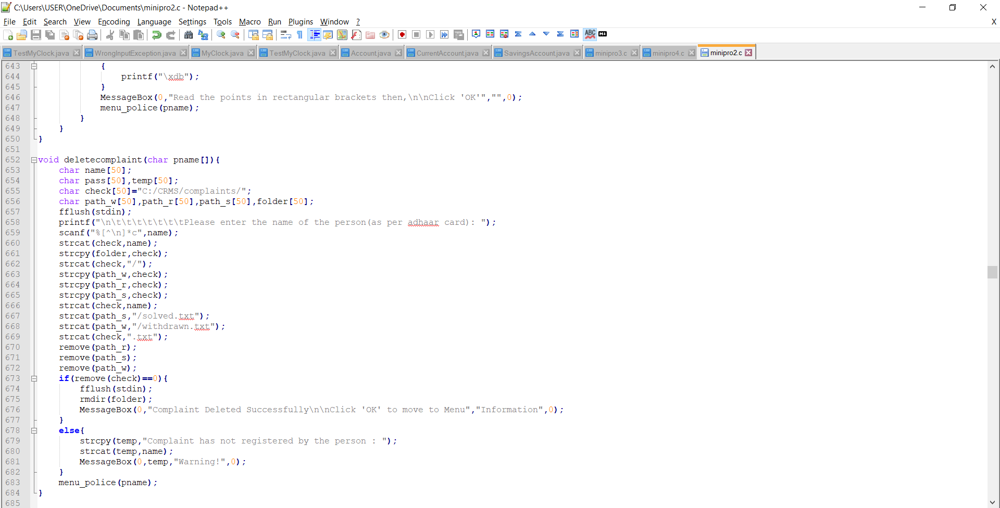 C:\Users\USER\OneDrive\Documents\minipro2.c - Notepad++
File Edit Search View Encoding Language Settings Tools Macro Run Plugins Window ? X
TestMyClock.java WrongInputException.java MyClock.java TestMyClock.java Account.java CurrentAccount.java SavingsAccount.java minipro3.c minipro4.c minipro2.c
643 {
644 printf("\xdb");
645 }
646 MessageBox(0,"Read the points in rectangular brackets then,\n\nClick 'OK'","",0);
647 menu_police(pname);
648 }
649 }
650 }
651
652 void deletecomplaint(char pname[]){
653 char name[50];
654 char pass[50],temp[50];
655 char check[50]="C:/CRMS/complaints/";
656 char path_w[50],path_r[50],path_s[50],folder[50];
657 fflush(stdin);
658 printf("\n\t\t\t\t\t\t\tPlease enter the name of the person(as per adhaar card): ");
659 scanf("%[^\n]*c",name);
660 strcat(check,name);
661 strcpy(folder,check);
662 strcat(check,"/");
663 strcpy(path_w,check);
664 strcpy(path_r,check);
665 strcpy(path_s,check);
666 strcat(check,name);
667 strcat(path_s,"/solved.txt");
668 strcat(path_w,"/withdrawn.txt");
669 strcat(check,".txt");
670 remove(path_r);
671 remove(path_s);
672 remove(path_w);
673 if(remove(check)==0){
674 fflush(stdin);
675 rmdir(folder);
676 MessageBox(0,"Complaint Deleted Successfully\n\nClick 'OK' to move to Menu","Information",0);
677 }
678 else{
679 strcpy(temp,"Complaint has not registered by the person : ");
680 strcat(temp,name);
681 MessageBox(0,temp,"Warning!",0);
682 }
683 menu_police(pname);
684 }
685